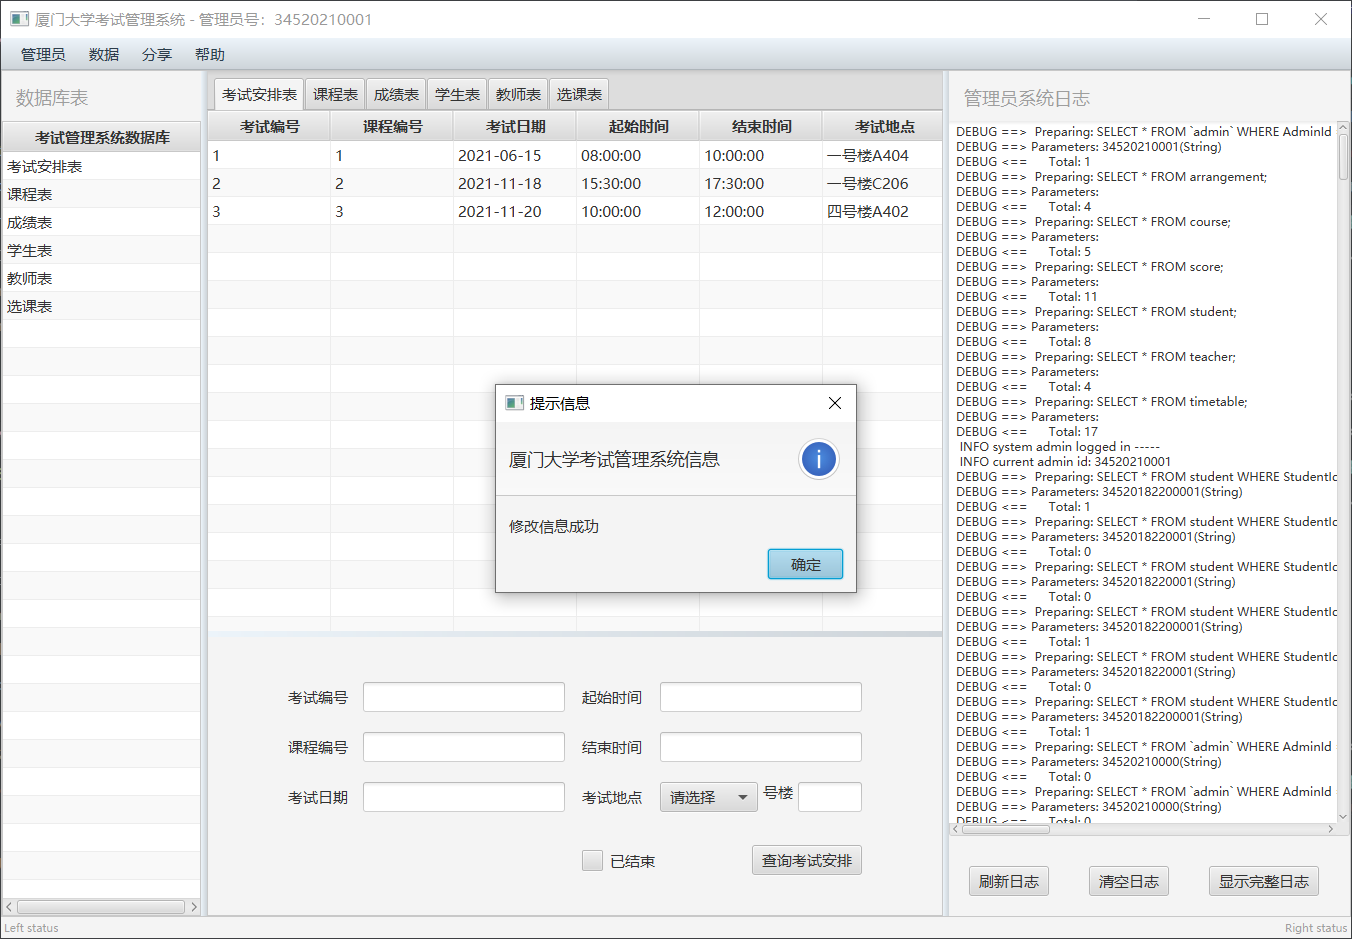 厦门大学考试管理系统 - 管理员号：34520210001
管理员 数据 分享 帮助
数据库表
考试管理系统数据库
考试安排表
课程表
成绩表
学生表
教师表
选课表
考试安排表 课程表 成绩表 学生表 教师表 选课表
考试编号 课程编号 考试日期 起始时间 结束时间 考试地点
1 1 2021-06-15 08:00:00 10:00:00 一号楼A404
2 2 2021-11-18 15:30:00 17:30:00 一号楼C206
3 3 2021-11-20 10:00:00 12:00:00 四号楼A402
提示信息
厦门大学考试管理系统信息
i
修改信息成功
确定
考试编号 起始时间
课程编号 结束时间
考试日期 考试地点 请选择 号楼
已结束 查询考试安排
管理员系统日志
DEBUG ==>  Preparing: SELECT * FROM `admin` WHERE AdminId
DEBUG ==> Parameters: 34520210001(String)
DEBUG <==      Total: 1
DEBUG ==>  Preparing: SELECT * FROM arrangement;
DEBUG ==> Parameters:
DEBUG <==      Total: 4
DEBUG ==>  Preparing: SELECT * FROM course;
DEBUG ==> Parameters:
DEBUG <==      Total: 5
DEBUG ==>  Preparing: SELECT * FROM score;
DEBUG ==> Parameters:
DEBUG <==      Total: 11
DEBUG ==>  Preparing: SELECT * FROM student;
DEBUG ==> Parameters:
DEBUG <==      Total: 8
DEBUG ==>  Preparing: SELECT * FROM teacher;
DEBUG ==> Parameters:
DEBUG <==      Total: 4
DEBUG ==>  Preparing: SELECT * FROM timetable;
DEBUG ==> Parameters:
DEBUG <==      Total: 17
INFO system admin logged in -----
INFO current admin id: 34520210001
DEBUG ==>  Preparing: SELECT * FROM student WHERE StudentId
DEBUG ==> Parameters: 34520182200001(String)
DEBUG <==      Total: 1
DEBUG ==>  Preparing: SELECT * FROM student WHERE StudentId
DEBUG ==> Parameters: 3452018220001(String)
DEBUG <==      Total: 0
DEBUG ==>  Preparing: SELECT * FROM student WHERE StudentId
DEBUG ==> Parameters: 3452018220001(String)
DEBUG <==      Total: 0
DEBUG ==>  Preparing: SELECT * FROM student WHERE StudentId
DEBUG ==> Parameters: 34520182200001(String)
DEBUG <==      Total: 1
DEBUG ==>  Preparing: SELECT * FROM student WHERE StudentId
DEBUG ==> Parameters: 3452018220001(String)
DEBUG <==      Total: 0
DEBUG ==>  Preparing: SELECT * FROM student WHERE StudentId
DEBUG ==> Parameters: 34520182200001(String)
DEBUG <==      Total: 1
DEBUG ==>  Preparing: SELECT * FROM `admin` WHERE AdminId
DEBUG ==> Parameters: 34520210000(String)
DEBUG <==      Total: 0
DEBUG ==>  Preparing: SELECT * FROM `admin` WHERE AdminId
DEBUG ==> Parameters: 34520210000(String)
DEBUG <==      Total: 0
刷新日志 清空日志 显示完整日志
Left status
Right status